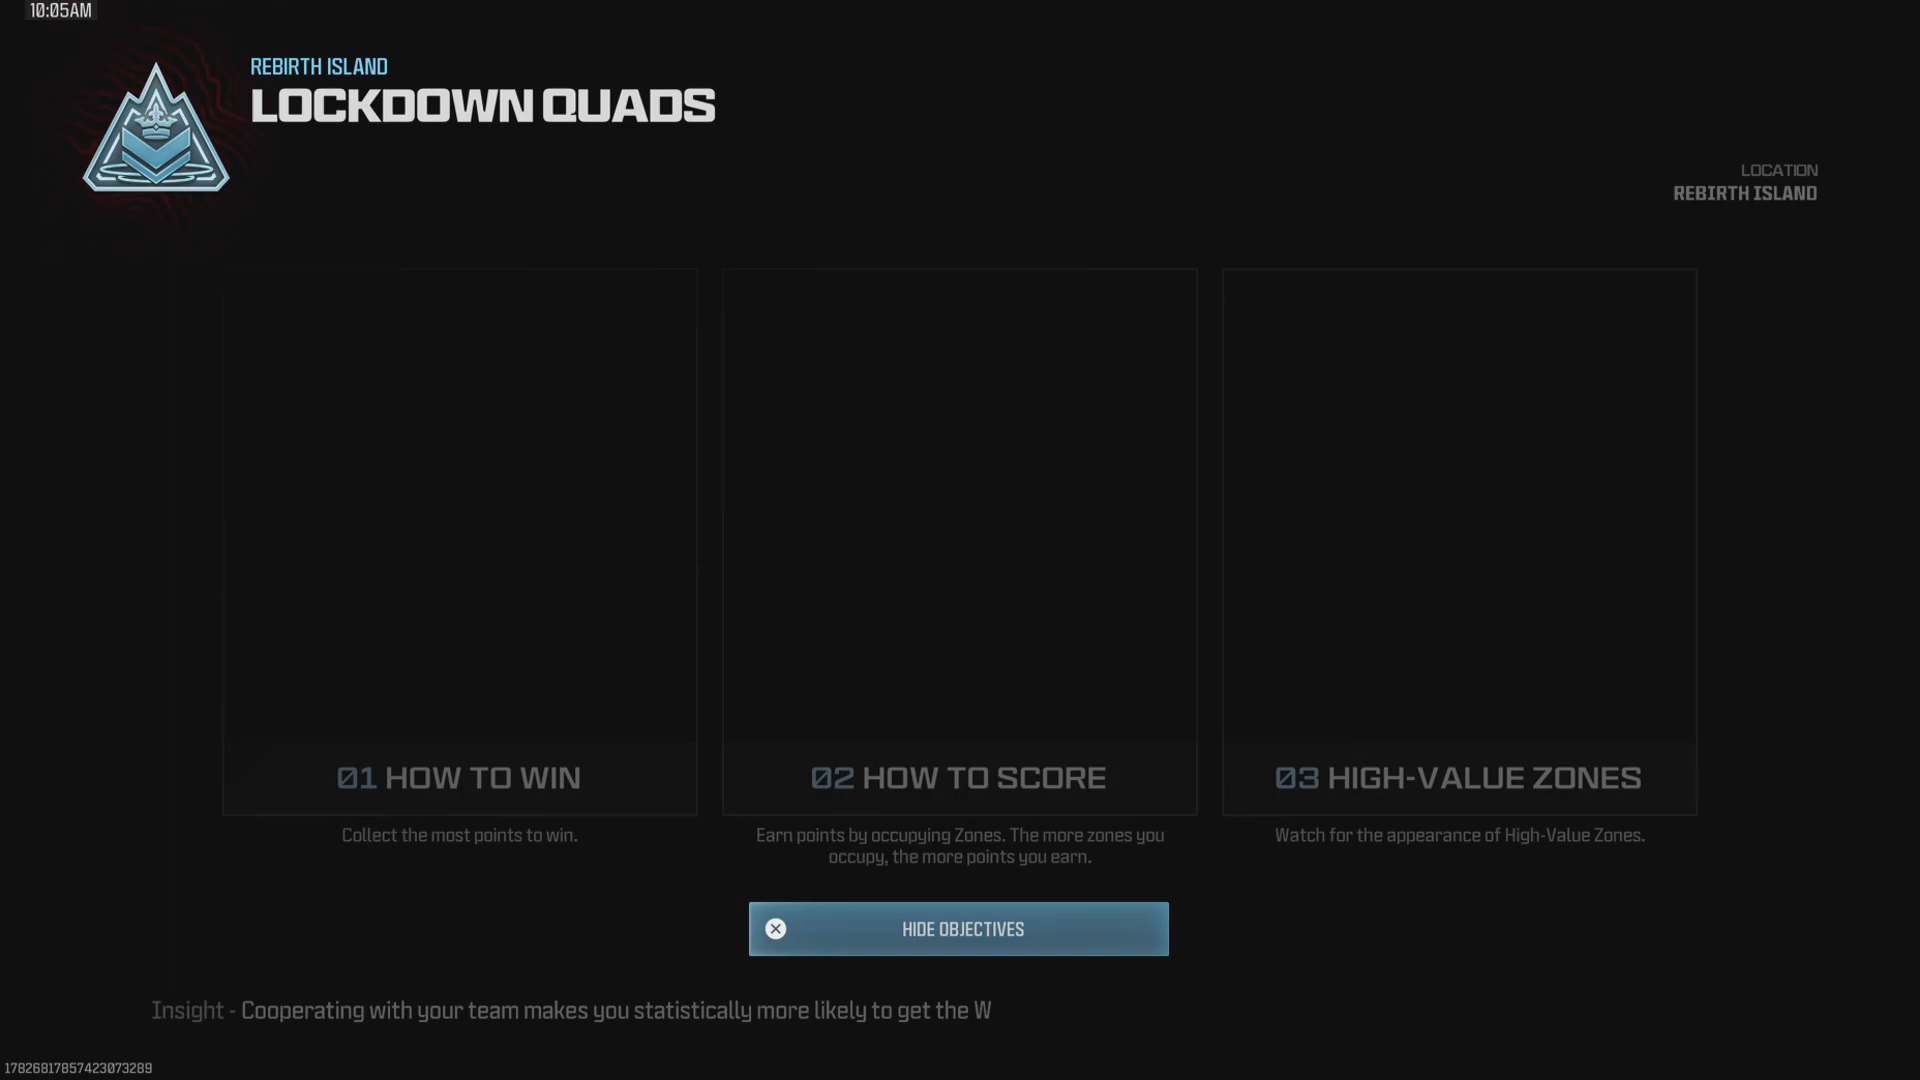 10:05AM
REBIRTH ISLAND
LOCKDOWN QUADS
LOCATION
REBIRTH ISLAND
01 HOW TO WIN
Collect the most points to win.
02 HOW TO SCORE
Earn points by occupying Zones. The more zones you
occupy, the more points you earn.
03 HIGH-VALUE ZONES
Watch for the appearance of High-Value Zones.
HIDE OBJECTIVES
Insight - Cooperating with your team makes you statistically more likely to get the W
17826817857423073289